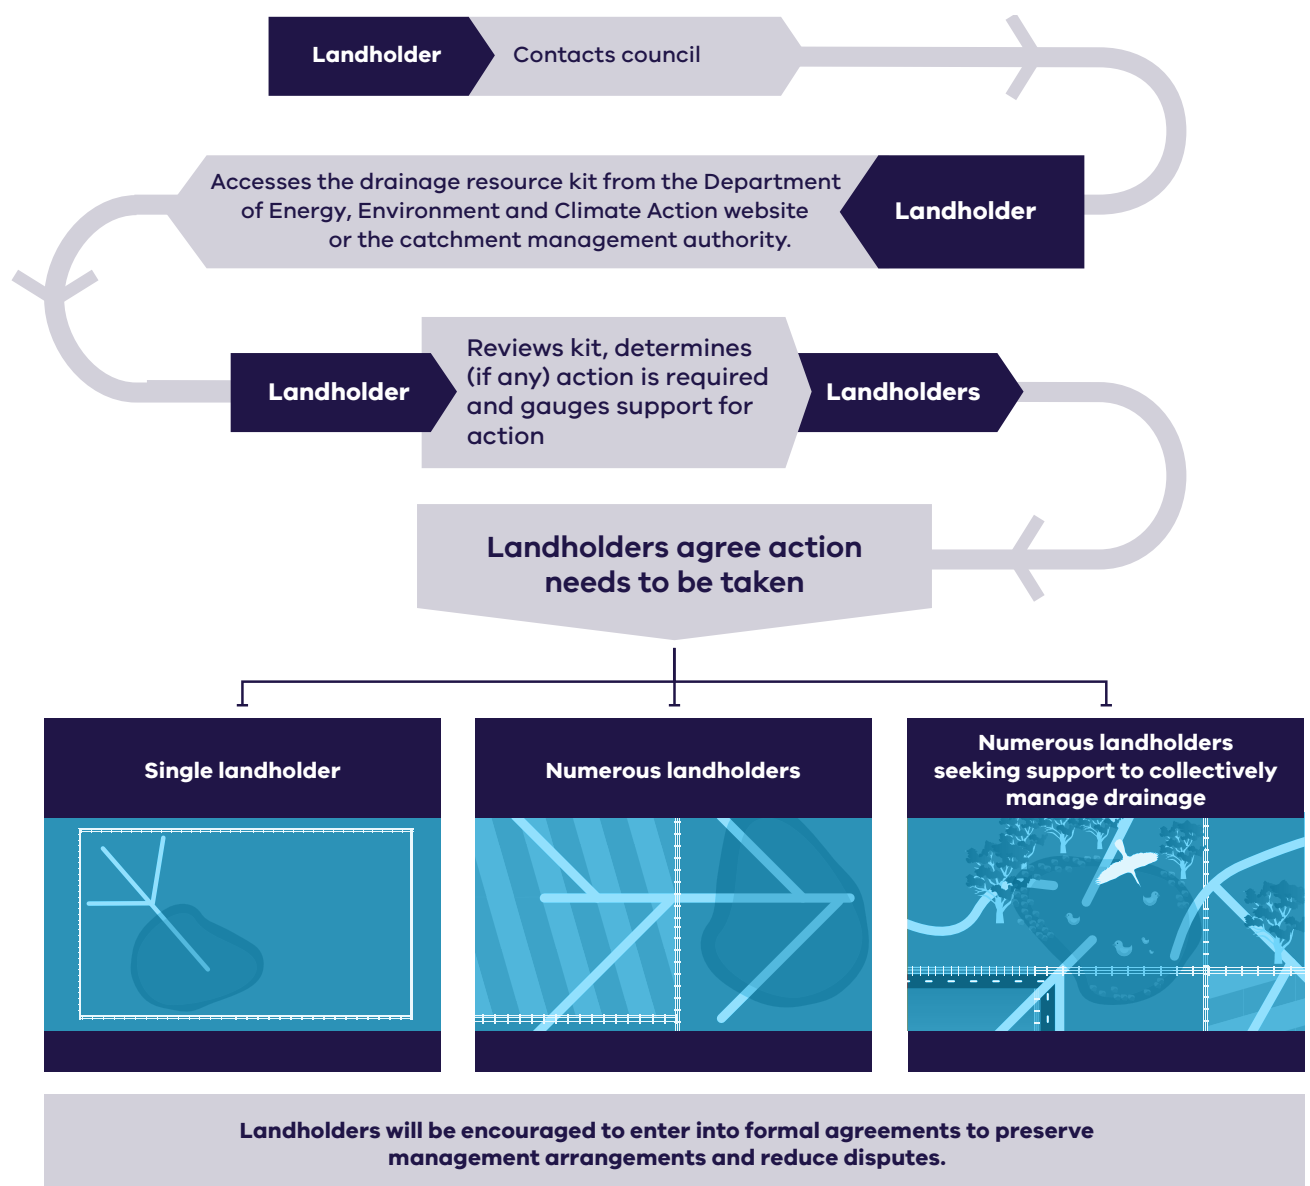 Landholder
Contacts council
Accesses the drainage resource kit from the Department
of Energy, Environment and Climate Action website
or the catchment management authority.
Landholder
Landholder
Reviews kit, determines
(if any) action is required
and gauges support for
action
Landholders
Landholders agree action
needs to be taken
Single landholder
Numerous landholders
Numerous landholders
seeking support to collectively
manage drainage
Landholders will be encouraged to enter into formal agreements to preserve
management arrangements and reduce disputes.